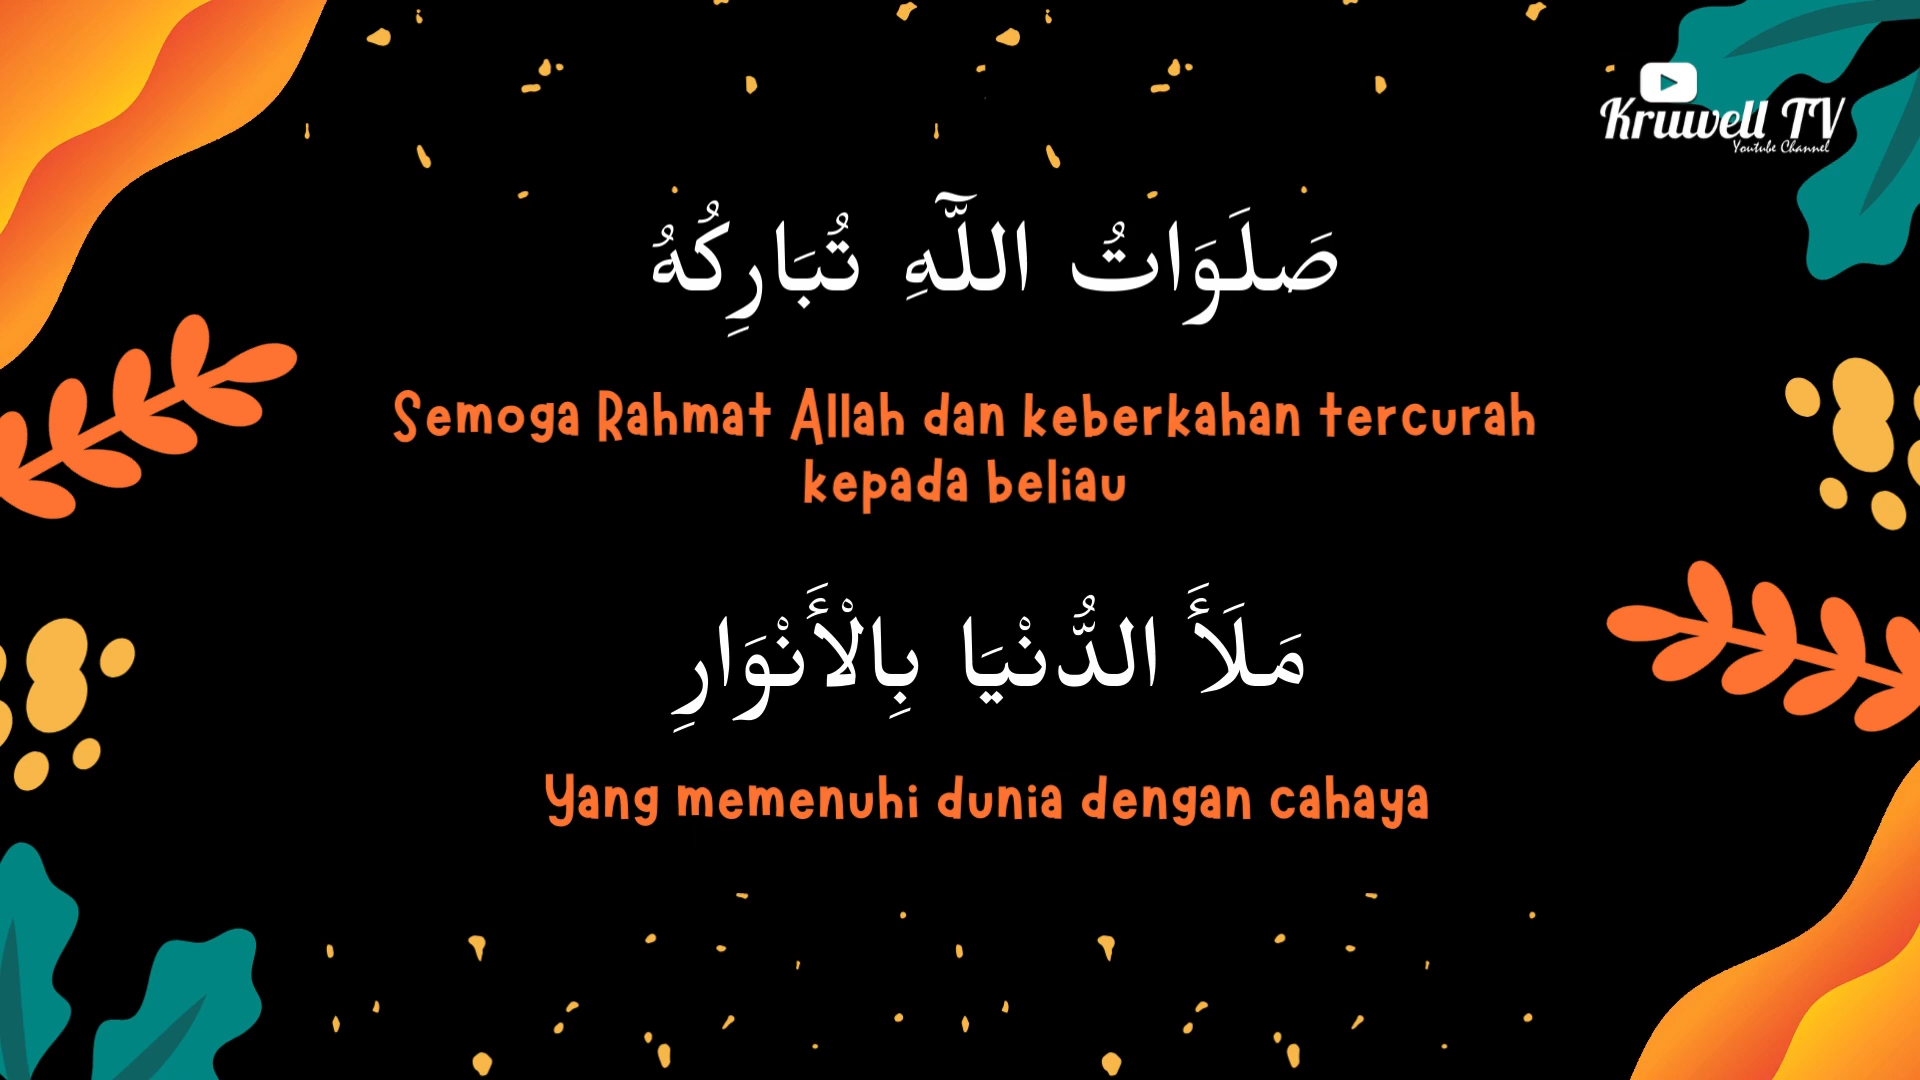 Kruwell TV
Youtube Channel
صَلَوَاتُ اللَّهِ تُبَارِكُهُ
Semoga Rahmat Allah dan keberkahan tercurah
kepada beliau
مَلَأَ الدُّنْيَا بِالْأَنْوَارِ
Yang memenuhi dunia dengan cahaya